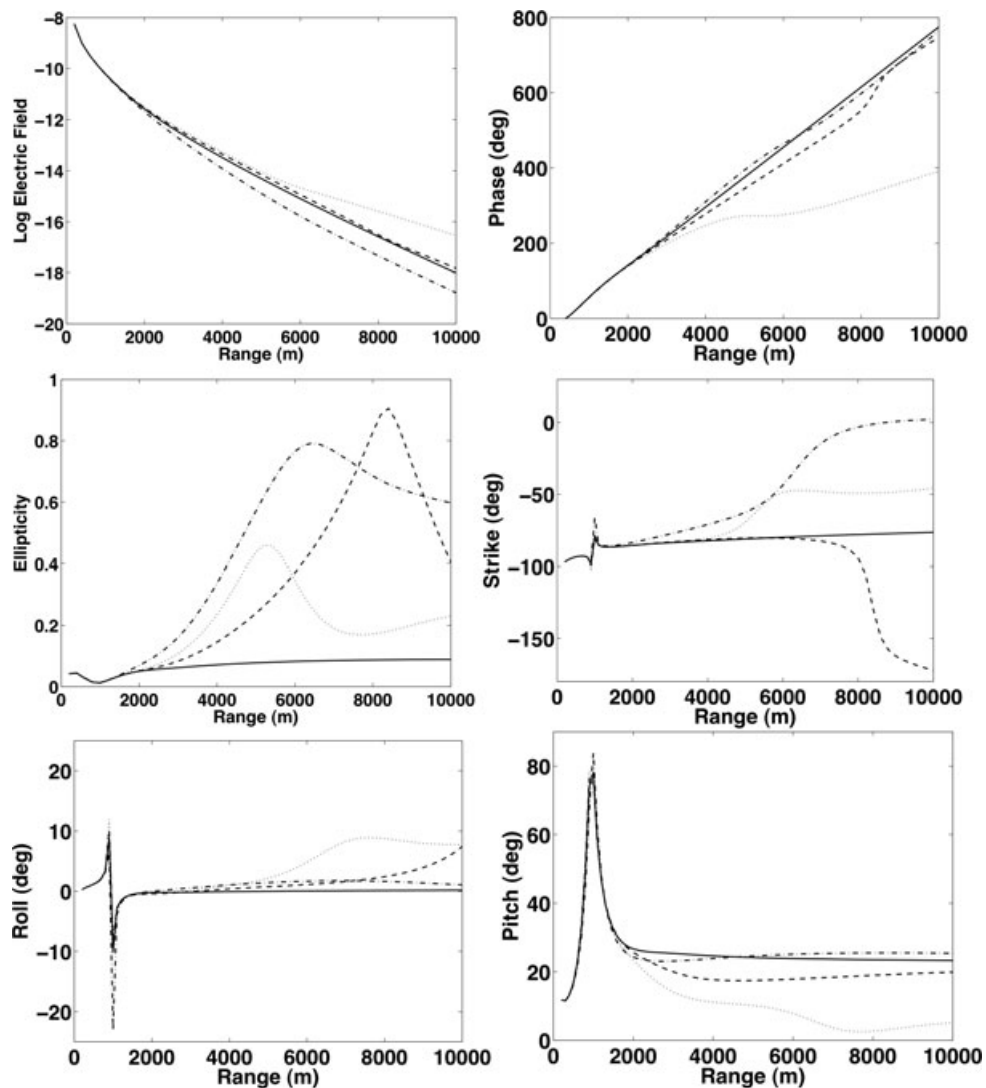 −8
−10
−12
−14
−16
−18
−20
Log Electric Field
0 2000 4000 6000 8000 10000
Range (m)
800
600
400
200
0
Phase (deg)
0 2000 4000 6000 8000 10000
Range (m)
1
0.8
0.6
0.4
0.2
0
Ellipticity
0 2000 4000 6000 8000 10000
Range (m)
0
−50
−100
−150
Strike (deg)
0 2000 4000 6000 8000 10000
Range (m)
20
10
0
−10
−20
Roll (deg)
0 2000 4000 6000 8000 10000
Range (m)
80
60
40
20
0
Pitch (deg)
0 2000 4000 6000 8000 10000
Range (m)